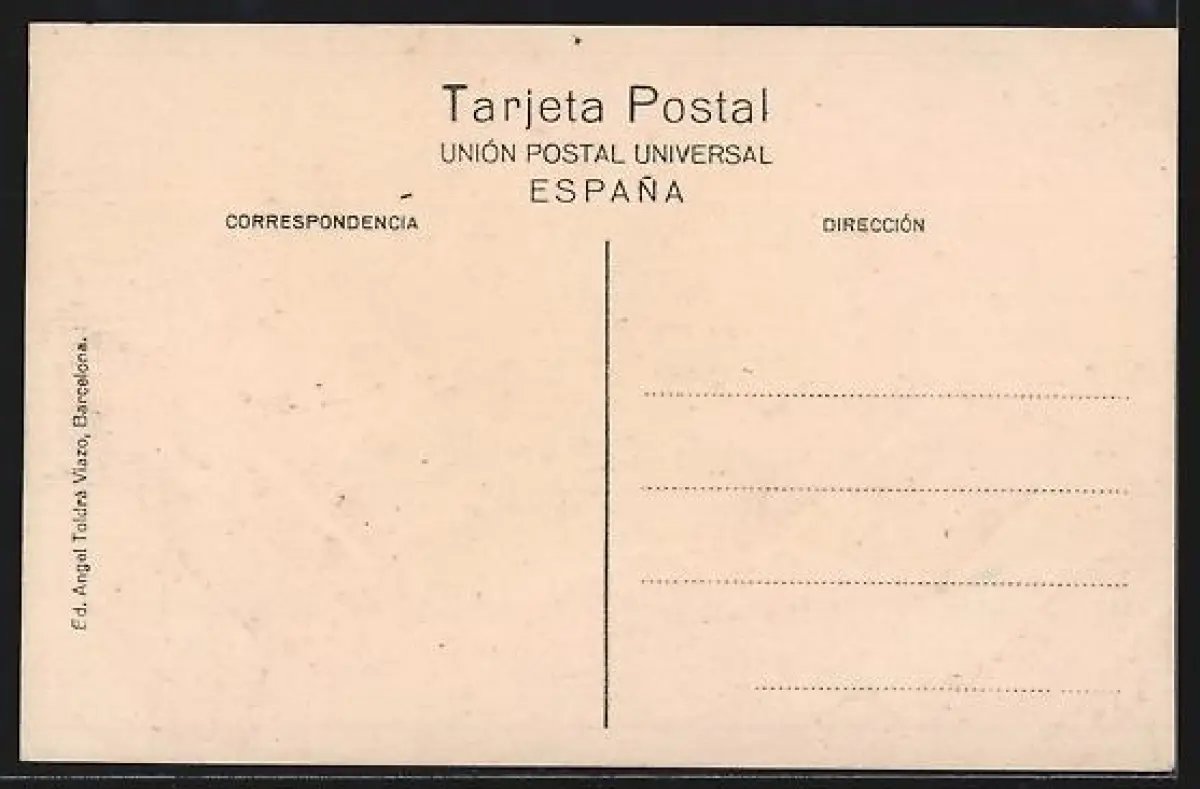 Tarjeta Postal
UNIÓN POSTAL UNIVERSAL
ESPAÑA
CORRESPONDENCIA
DIRECCIÓN
Ed. Angel Toldrá Viazo, Barcelona.